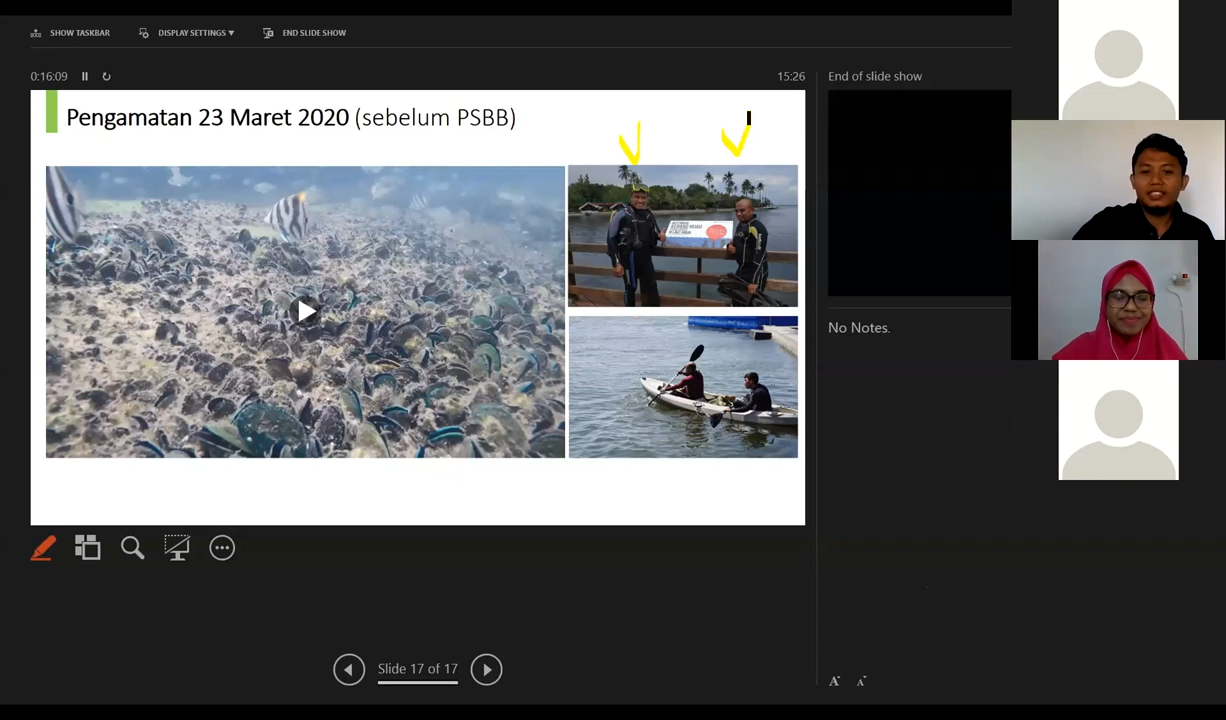 SHOW TASKBAR
DISPLAY SETTINGS ▼
END SLIDE SHOW
0:16:09
15:26
End of slide show
Pengamatan 23 Maret 2020 (sebelum PSBB)
No Notes.
Slide 17 of 17
A A